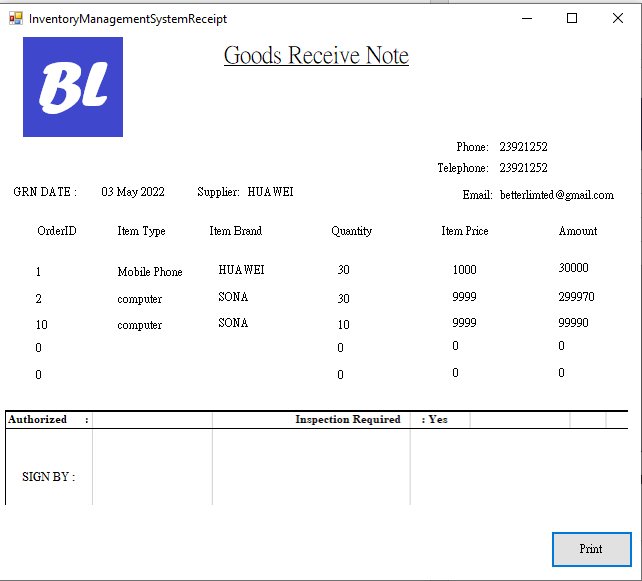 InventoryManagementSystemReceipt
BL
Goods Receive Note
Phone: 23921252
Telephone: 23921252
GRN DATE : 03 May 2022 Supplier: HUAWEI Email: betterlimted@gmail.com
OrderID Item Type Item Brand Quantity Item Price Amount
1 Mobile Phone HUAWEI 30 1000 30000
2 computer SONA 30 9999 299970
10 computer SONA 10 9999 99990
0 0 0 0
0 0 0 0
Authorized : Inspection Required : Yes
SIGN BY :
Print